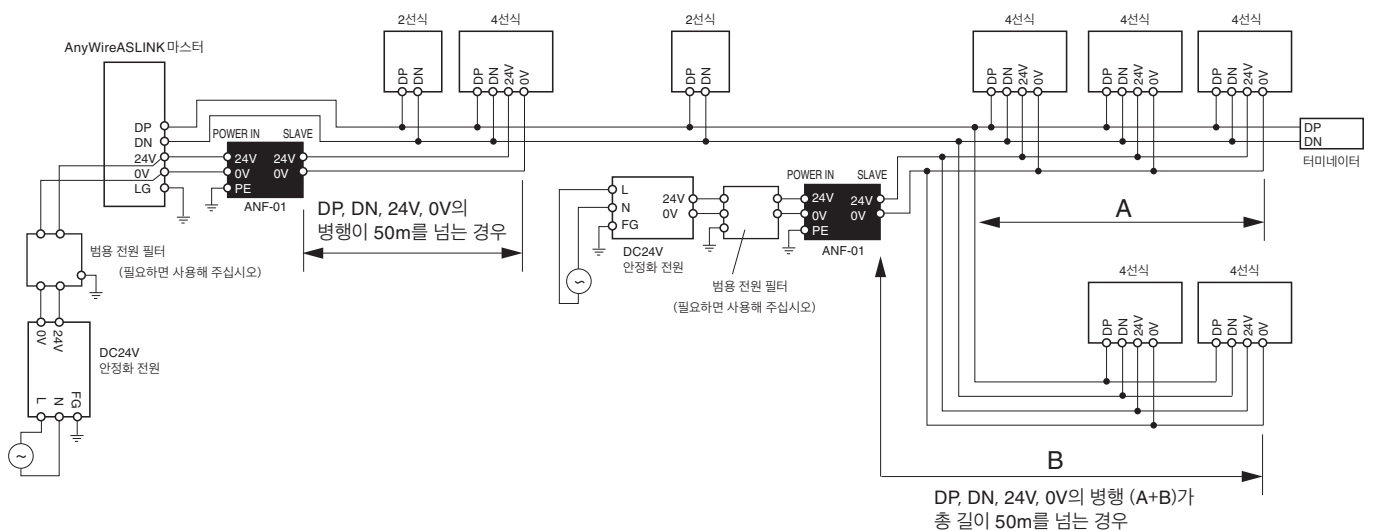 2선식
4선식
2선식
4선식
4선식
4선식
AnyWireASLINK 마스터
DP
DN
DP
DN
24V
0V
DP
DN
DP
DN
24V
0V
DP
DN
24V
0V
DP
DN
24V
0V
DP
DN
24V
0V
LG
POWER IN
SLAVE
24V
0V
PE
24V
0V
ANF-01
DP
DN
터미네이터
DP, DN, 24V, 0V의
병행이 50m를 넘는 경우
L
N
FG
24V
0V
DC24V
안정화 전원
POWER IN
SLAVE
24V
0V
PE
24V
0V
ANF-01
범용 전원 필터
(필요하면 사용해 주십시오)
A
범용 전원 필터
(필요하면 사용해 주십시오)
0V
24V
DC24V
안정화 전원
L
N
FG
~
~
4선식
4선식
DP
DN
24V
0V
DP
DN
24V
0V
B
DP, DN, 24V, 0V의 병행 (A+B)가
총 길이 50m를 넘는 경우